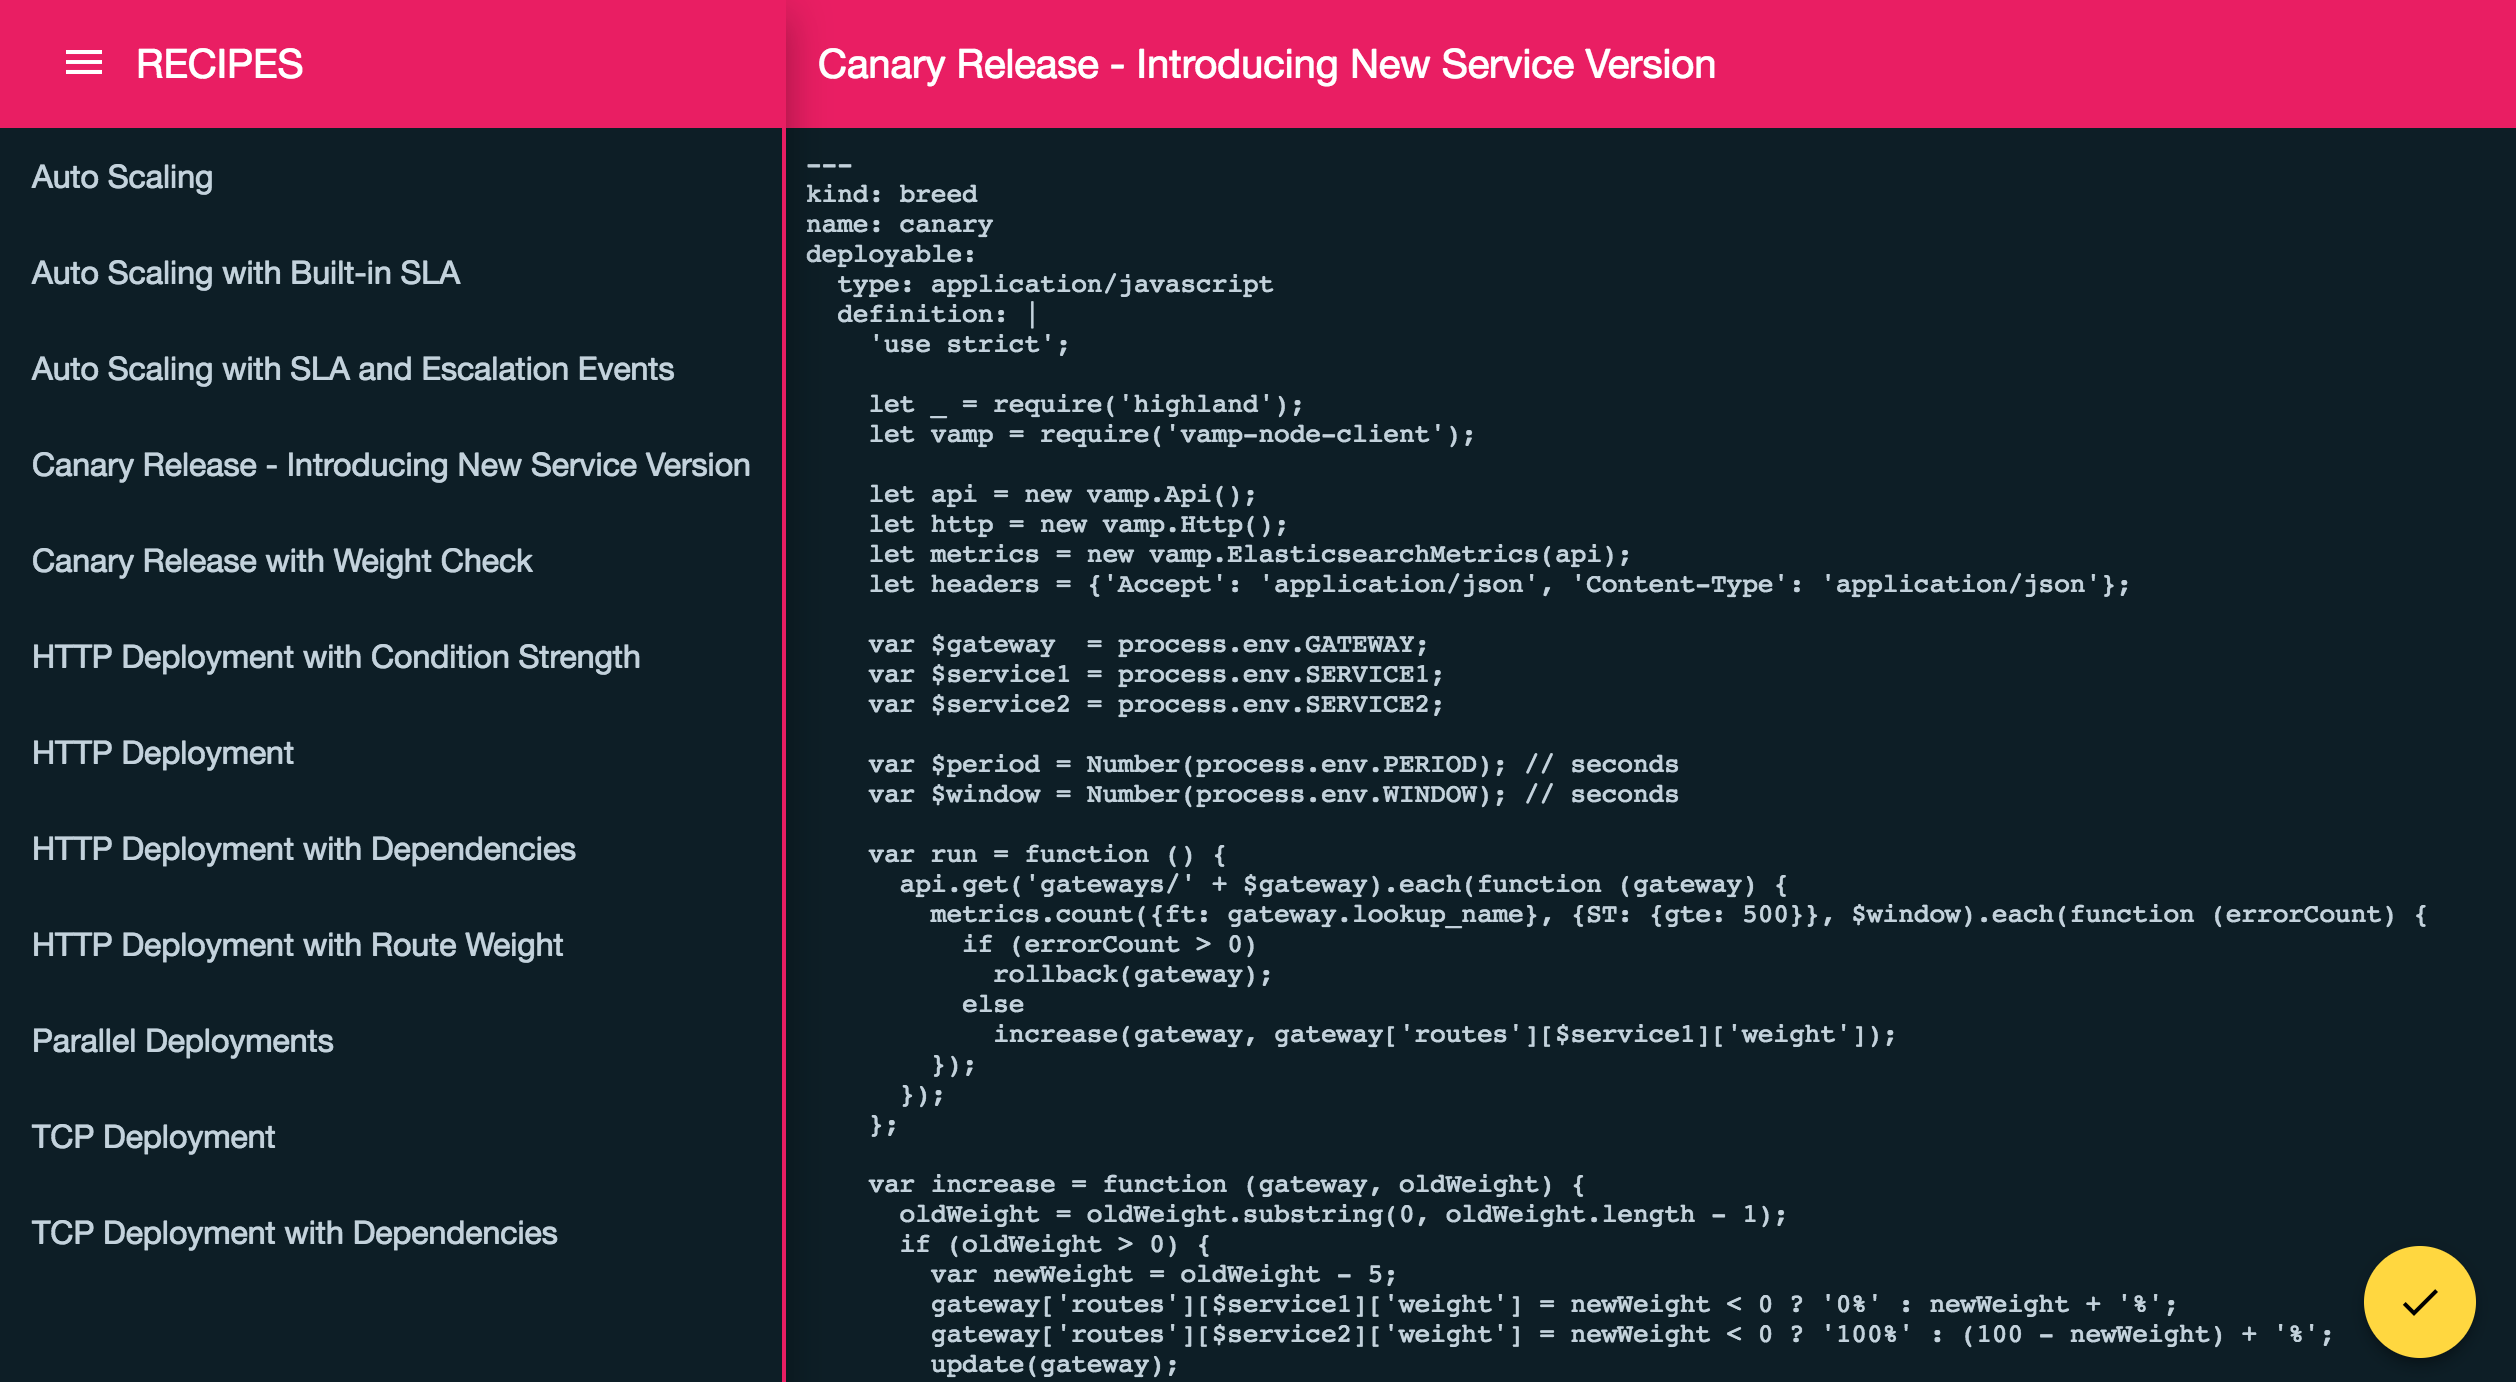 RECIPES
Auto Scaling
Auto Scaling with Built-in SLA
Auto Scaling with SLA and Escalation Events
Canary Release - Introducing New Service Version
Canary Release with Weight Check
HTTP Deployment with Condition Strength
HTTP Deployment
HTTP Deployment with Dependencies
HTTP Deployment with Route Weight
Parallel Deployments
TCP Deployment
TCP Deployment with Dependencies
Canary Release - Introducing New Service Version
---
kind: breed
name: canary
deployable:
  type: application/javascript
  definition: |
    'use strict';

    let _ = require('highland');
    let vamp = require('vamp-node-client');

    let api = new vamp.Api();
    let http = new vamp.Http();
    let metrics = new vamp.ElasticsearchMetrics(api);
    let headers = {'Accept': 'application/json', 'Content-Type': 'application/json'};

    var $gateway  = process.env.GATEWAY;
    var $service1 = process.env.SERVICE1;
    var $service2 = process.env.SERVICE2;

    var $period = Number(process.env.PERIOD); // seconds
    var $window = Number(process.env.WINDOW); // seconds

    var run = function () {
      api.get('gateways/' + $gateway).each(function (gateway) {
        metrics.count({ft: gateway.lookup_name}, {ST: {gte: 500}}, $window).each(function (errorCount) {
          if (errorCount > 0)
            rollback(gateway);
          else
            increase(gateway, gateway['routes'][$service1]['weight']);
        });
      });
    };

    var increase = function (gateway, oldWeight) {
      oldWeight = oldWeight.substring(0, oldWeight.length - 1);
      if (oldWeight > 0) {
        var newWeight = oldWeight - 5;
        gateway['routes'][$service1]['weight'] = newWeight < 0 ? '0%' : newWeight + '%';
        gateway['routes'][$service2]['weight'] = newWeight < 0 ? '100%' : (100 - newWeight) + '%';
        update(gateway);